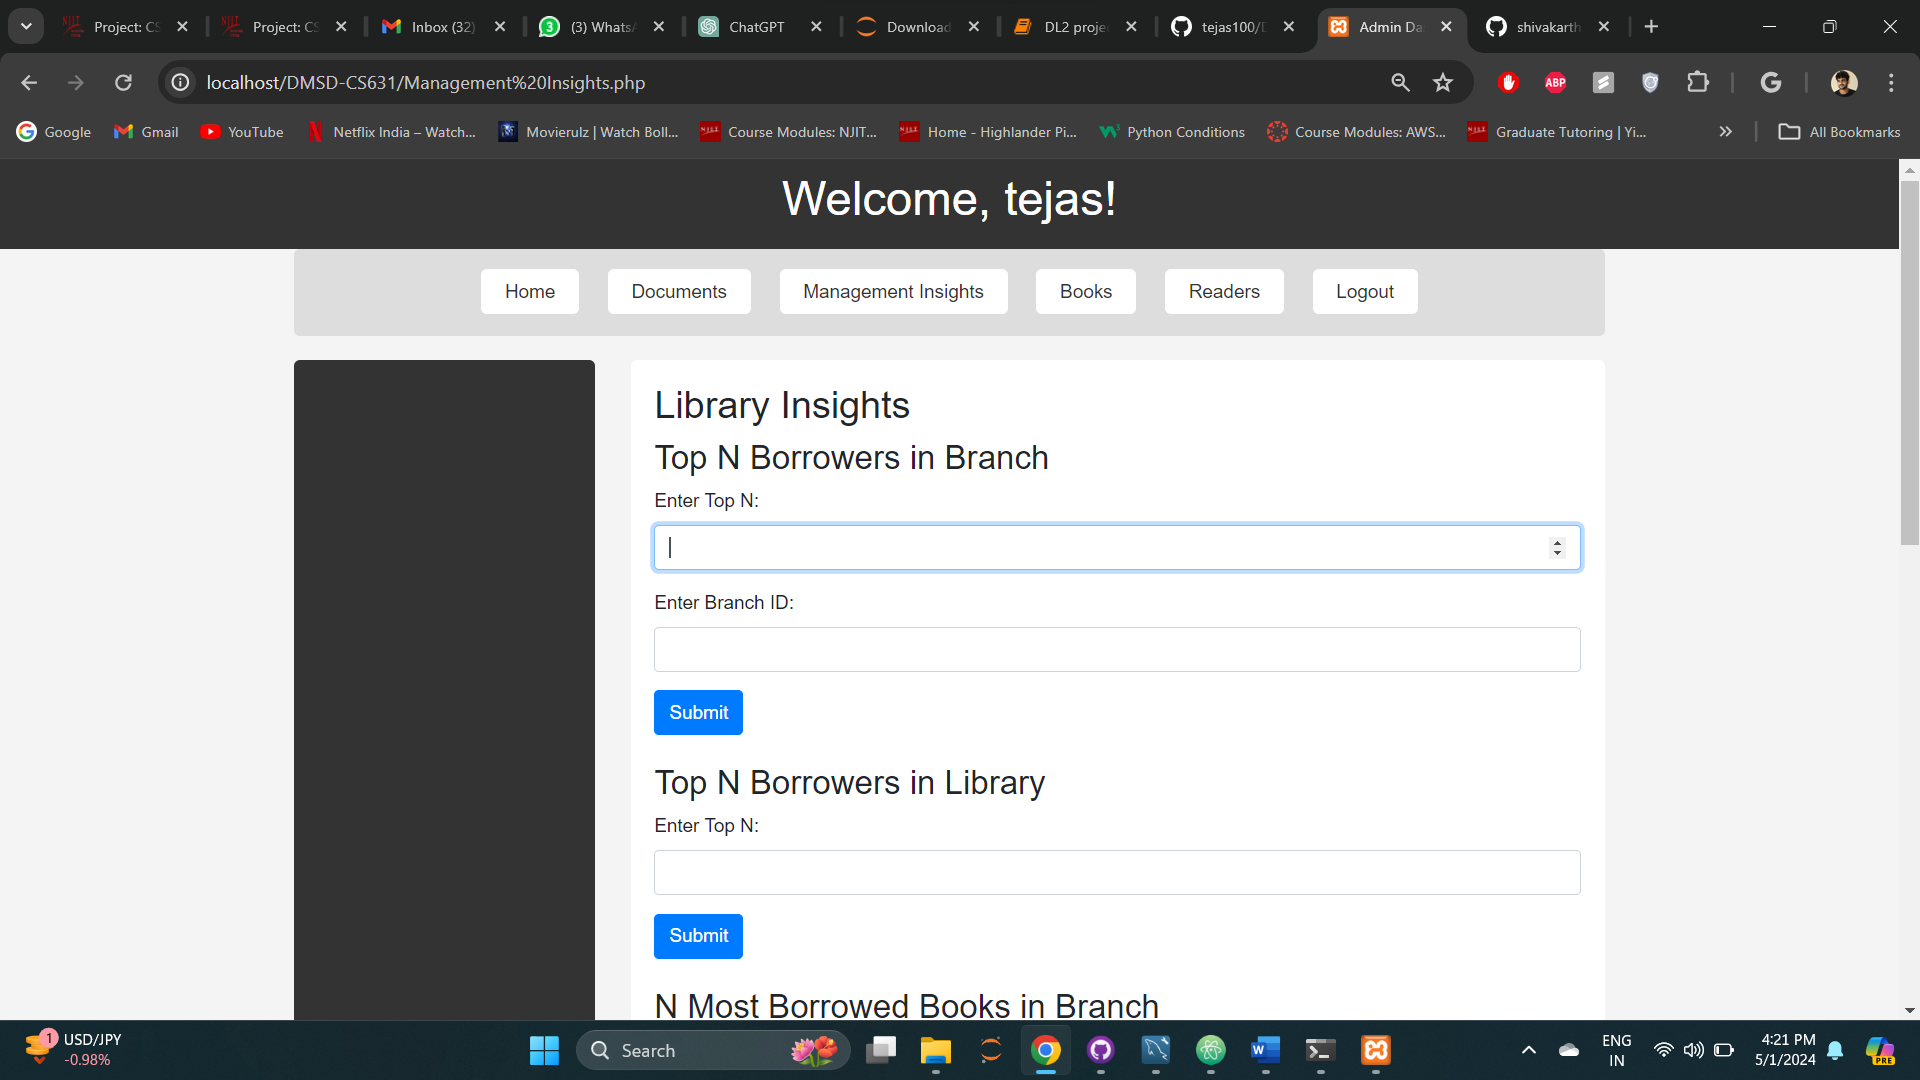 Project: CS
Project: CS
Inbox (32)
(3) Whats
ChatGPT
Download
DL2 proje
tejas100/D
Admin Da
shivakarth
localhost/DMSD-CS631/Management%20Insights.php
ABP
Google
Gmail
YouTube
Netflix India – Watch...
Movierulz | Watch Boll...
Course Modules: NJIT...
Home - Highlander Pi...
Python Conditions
Course Modules: AWS...
Graduate Tutoring | Yi...
All Bookmarks
Welcome, tejas!
Home
Documents
Management Insights
Books
Readers
Logout
Library Insights
Top N Borrowers in Branch
Enter Top N:
Enter Branch ID:
Submit
Top N Borrowers in Library
Enter Top N:
Submit
N Most Borrowed Books in Branch
1
USD/JPY
-0.98%
Search
ENG
IN
4:21 PM
5/1/2024
PRE